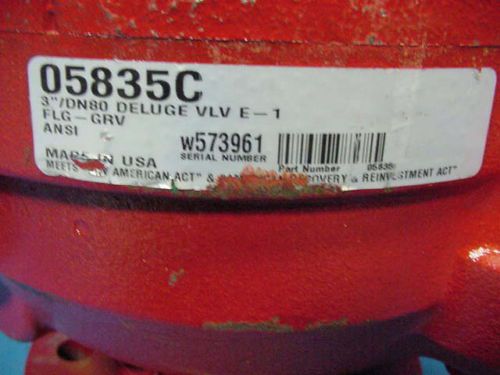 05835C
3"/DN80 DELUGE VLV E-1
FLG-GRV
ANSI
W573961
SERIAL NUMBER
MADE IN USA
Part Number 05835
MEETS AMERICAN ACT" & RECOVERY & REINVESTMENT ACT"